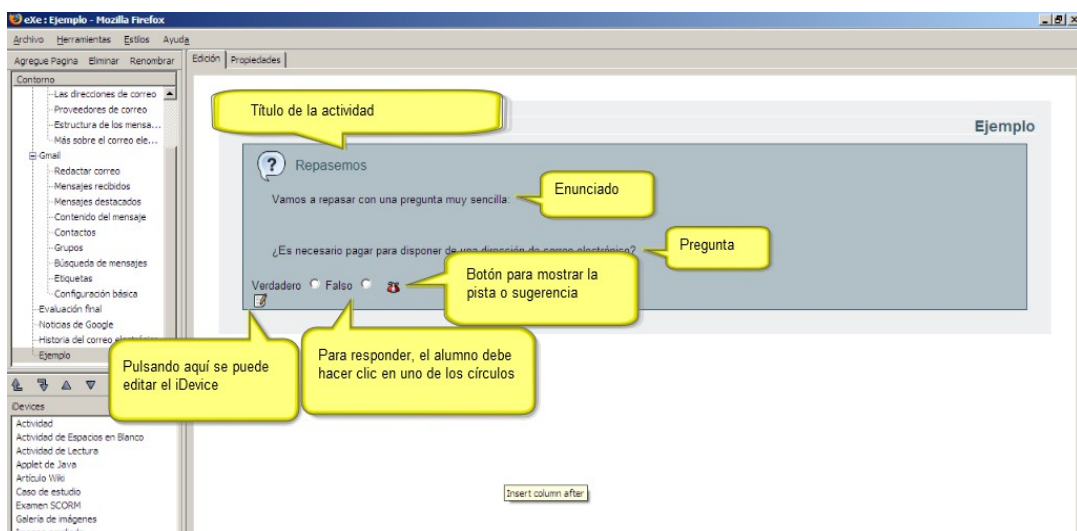 eXe : Ejemplo - Mozilla Firefox
Archivo Herramientas Estilos Ayuda
Agregue Pagina Eliminar Renombrar
Edición Propiedades
Contorno
Las direcciones de correo
Proveedores de correo
Estructura de los mensa...
Más sobre el correo ele...
Gmail
Redactar correo
Mensajes recibidos
Mensajes destacados
Contenido del mensaje
Contactos
Grupos
Búsqueda de mensajes
Etiquetas
Configuración básica
Evaluación final
Noticias de Google
Historia del correo
Ejemplo
Título de la actividad
Ejemplo
Repasemos
Vamos a repasar con una pregunta muy sencilla:
Enunciado
¿Es necesario pagar para disponer de una dirección de correo electrónico?
Pregunta
Verdadero Falso
Botón para mostrar la
pista o sugerencia
Pulsando aquí se puede
editar el iDevice
Para responder, el alumno debe
hacer clic en uno de los círculos
iDevices
Actividad
Actividad de Espacios en Blanco
Actividad de Lectura
Applet de Java
Artículo Wiki
Caso de estudio
Examen SCORM
Galería de imágenes
Insert column after